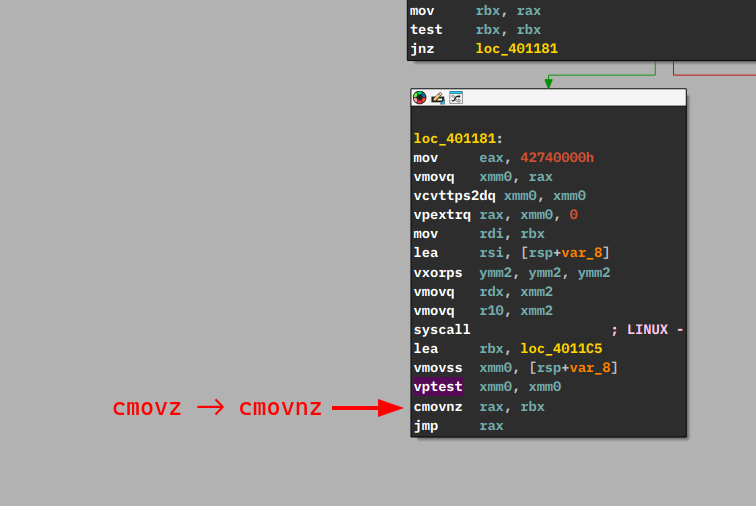 mov rbx, rax
test rbx, rbx
jnz loc_401181
loc_401181:
mov eax, 42740000h
vmovq xmm0, rax
vcvttps2dq xmm0, xmm0
vpextrq rax, xmm0, 0
mov rdi, rbx
lea rsi, [rsp+var_8]
vxorps ymm2, ymm2, ymm2
vmovq rdx, xmm2
vmovq r10, xmm2
syscall ; LINUX -
lea rbx, loc_4011C5
vmovss xmm0, [rsp+var_8]
vptest xmm0, xmm0
cmovz → cmovnz cmovnz rax, rbx
jmp rax